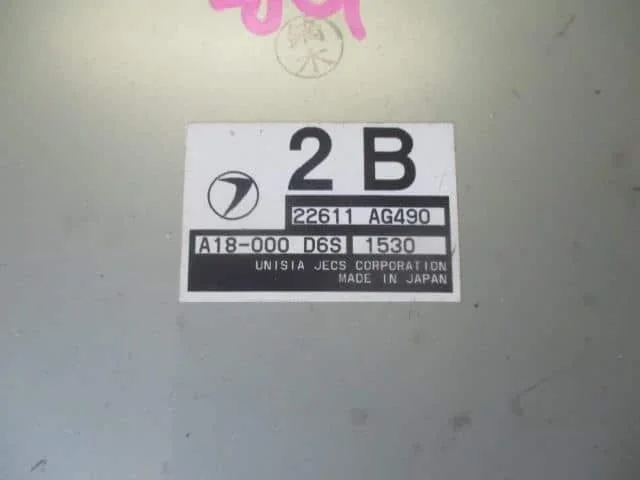 2B
22611 AG490
A18-000 D6S 1530
UNISIA JECS CORPORATION
MADE IN JAPAN